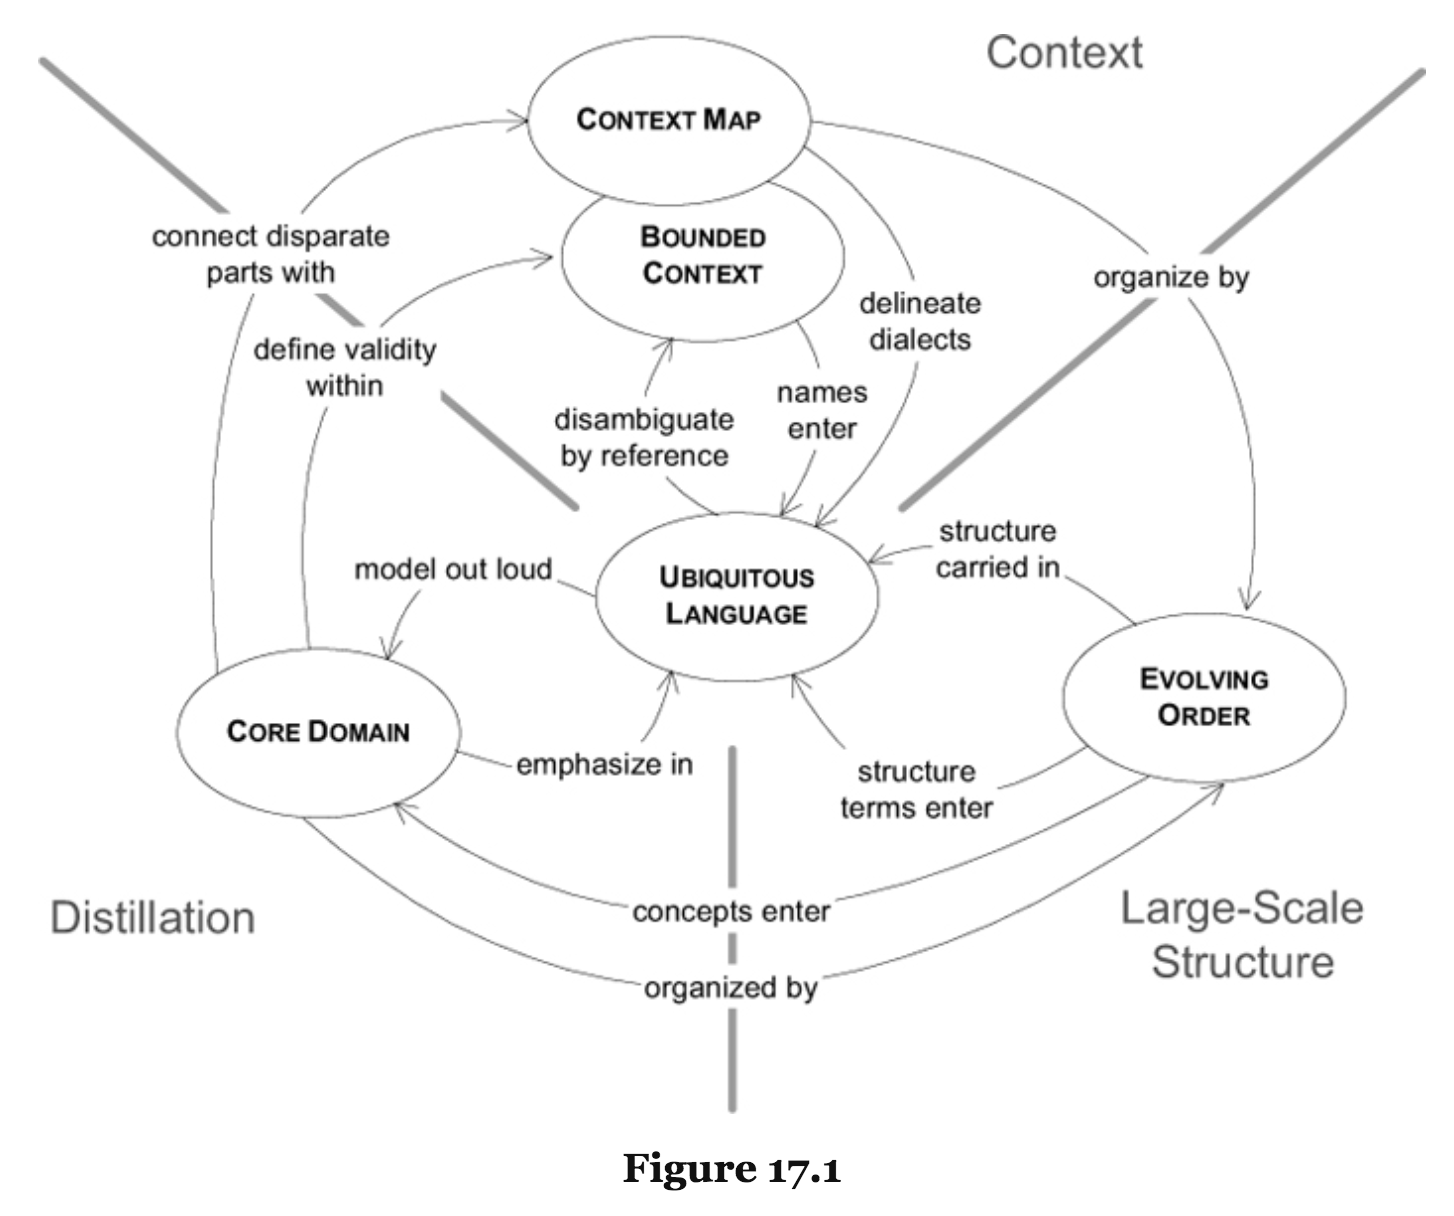 Context
CONTEXT MAP
BOUNDED
CONTEXT
connect disparate
parts with
organize by
delineate
dialects
define validity
within
names
enter
disambiguate
by reference
structure
carried in
model out loud
UBIQUITOUS
LANGUAGE
EVOLVING
ORDER
CORE DOMAIN
emphasize in
structure
terms enter
concepts enter
Distillation
Large-Scale
Structure
organized by
Figure 17.1